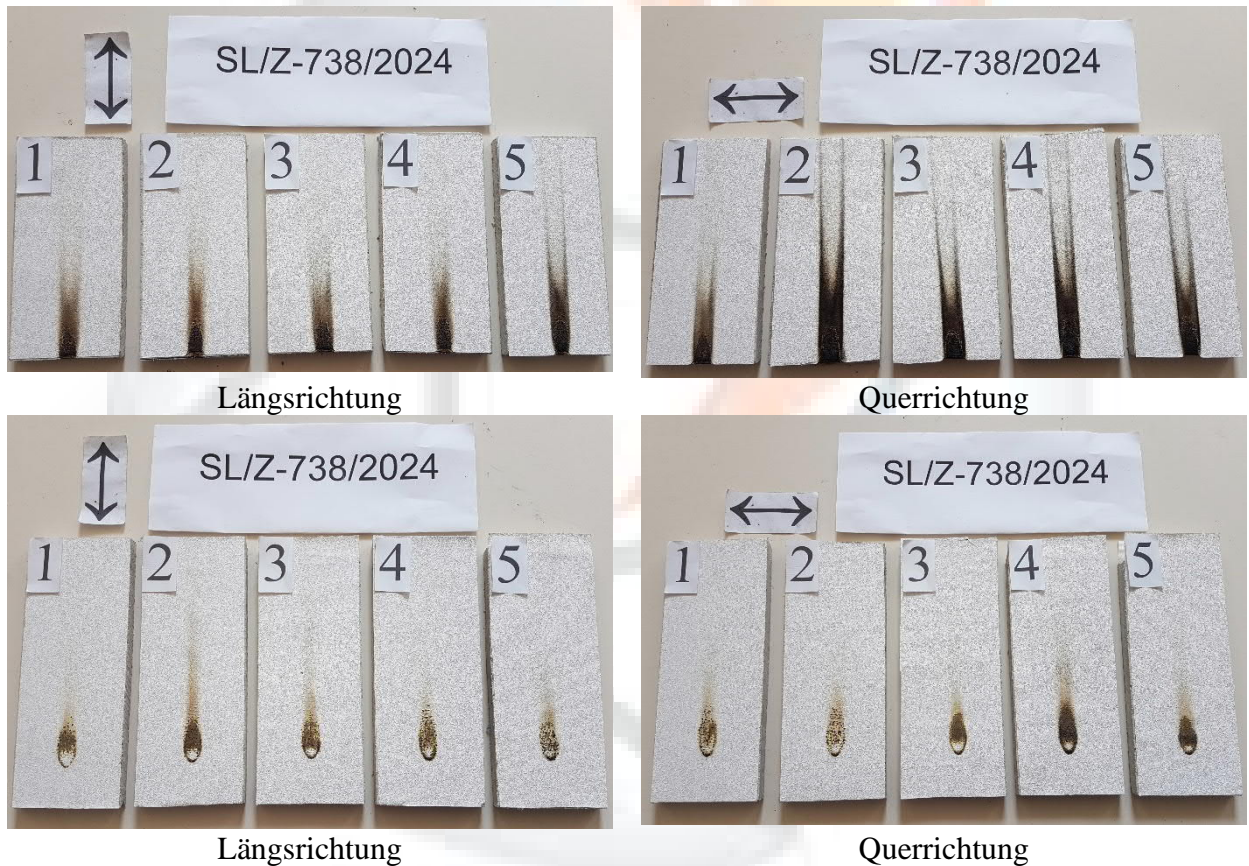 SL/Z-738/2024
1 2 3 4 5
Längsrichtung
SL/Z-738/2024
1 2 3 4 5
Querrichtung
SL/Z-738/2024
1 2 3 4 5
Längsrichtung
SL/Z-738/2024
1 2 3 4 5
Querrichtung